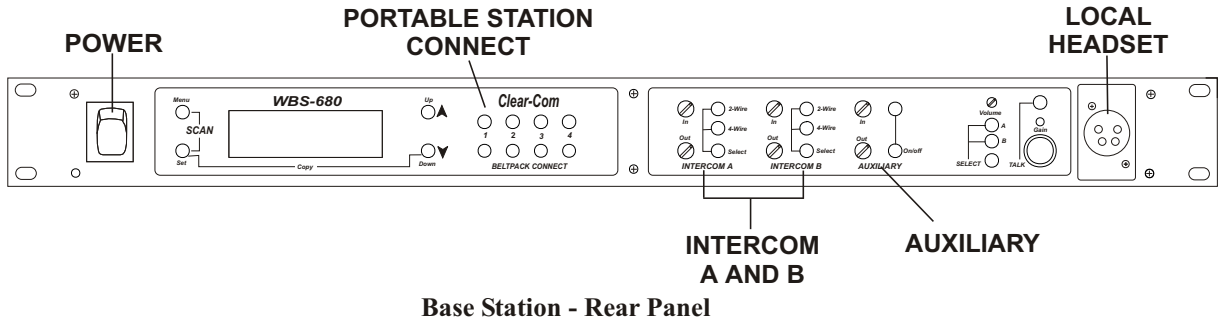 PORTABLE STATION
CONNECT
POWER
LOCAL
HEADSET
Menu
SCAN
Set
WBS-680
Copy
Up
Down
Clear-Com
1 2 3 4
BELTPACK CONNECT
In
Out
2-Wire
4-Wire
Select
INTERCOM A
In
Out
2-Wire
4-Wire
Select
INTERCOM B
In
Out
On/off
AUXILIARY
Volume
A
B
SELECT
Gain
TALK
INTERCOM
A AND B
AUXILIARY
Base Station - Rear Panel